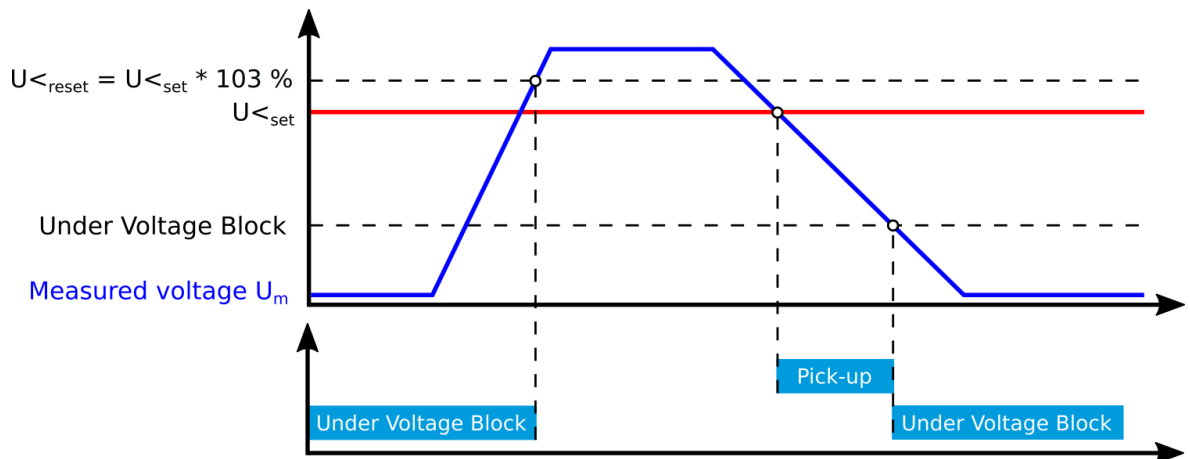 U<reset = U<set * 103 %
U<set
Under Voltage Block
Measured voltage Um
Pick-up
Under Voltage Block
Under Voltage Block